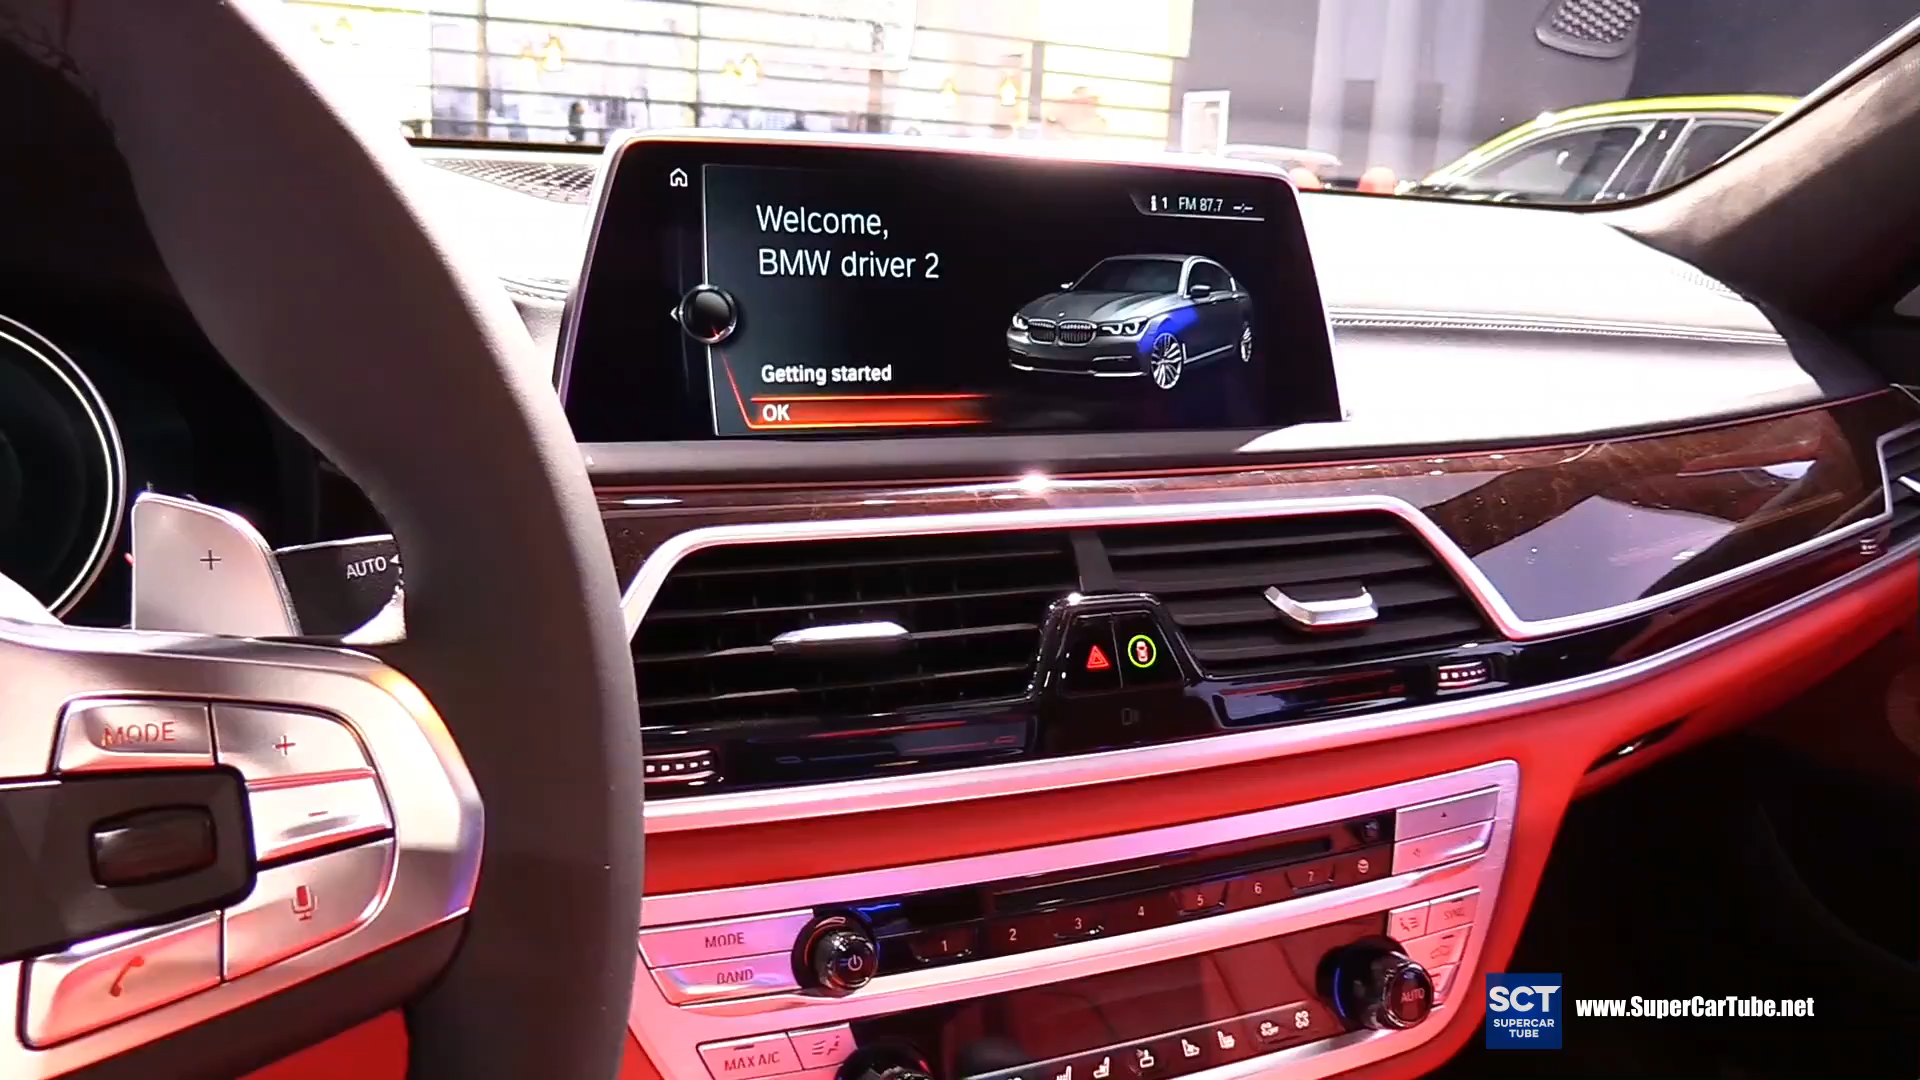 1 FM 87.7
Welcome,
BMW driver 2
Getting started
OK
+
AUTO
MODE
+
-
MODE
BAND
1 2 3 4 5 6 7
SYNC
AUTO
MAX A/C
SCT
SUPERCAR
TUBE
www.SuperCarTube.net